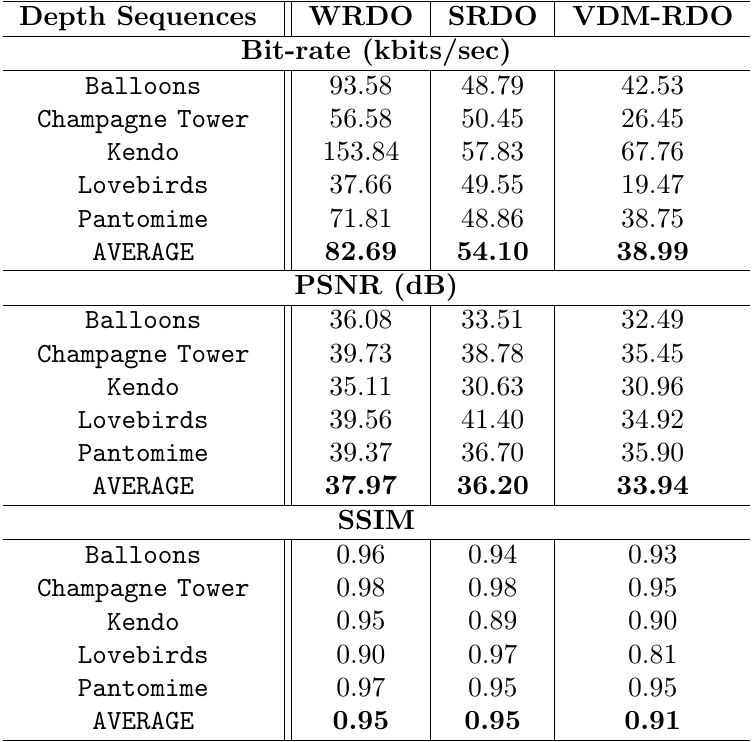 Depth Sequences WRDO SRDO VDM-RDO
Bit-rate (kbits/sec)
Balloons 93.58 48.79 42.53
Champagne Tower 56.58 50.45 26.45
Kendo 153.84 57.83 67.76
Lovebirds 37.66 49.55 19.47
Pantomime 71.81 48.86 38.75
AVERAGE 82.69 54.10 38.99
PSNR (dB)
Balloons 36.08 33.51 32.49
Champagne Tower 39.73 38.78 35.45
Kendo 35.11 30.63 30.96
Lovebirds 39.56 41.40 34.92
Pantomime 39.37 36.70 35.90
AVERAGE 37.97 36.20 33.94
SSIM
Balloons 0.96 0.94 0.93
Champagne Tower 0.98 0.98 0.95
Kendo 0.95 0.89 0.90
Lovebirds 0.90 0.97 0.81
Pantomime 0.97 0.95 0.95
AVERAGE 0.95 0.95 0.91